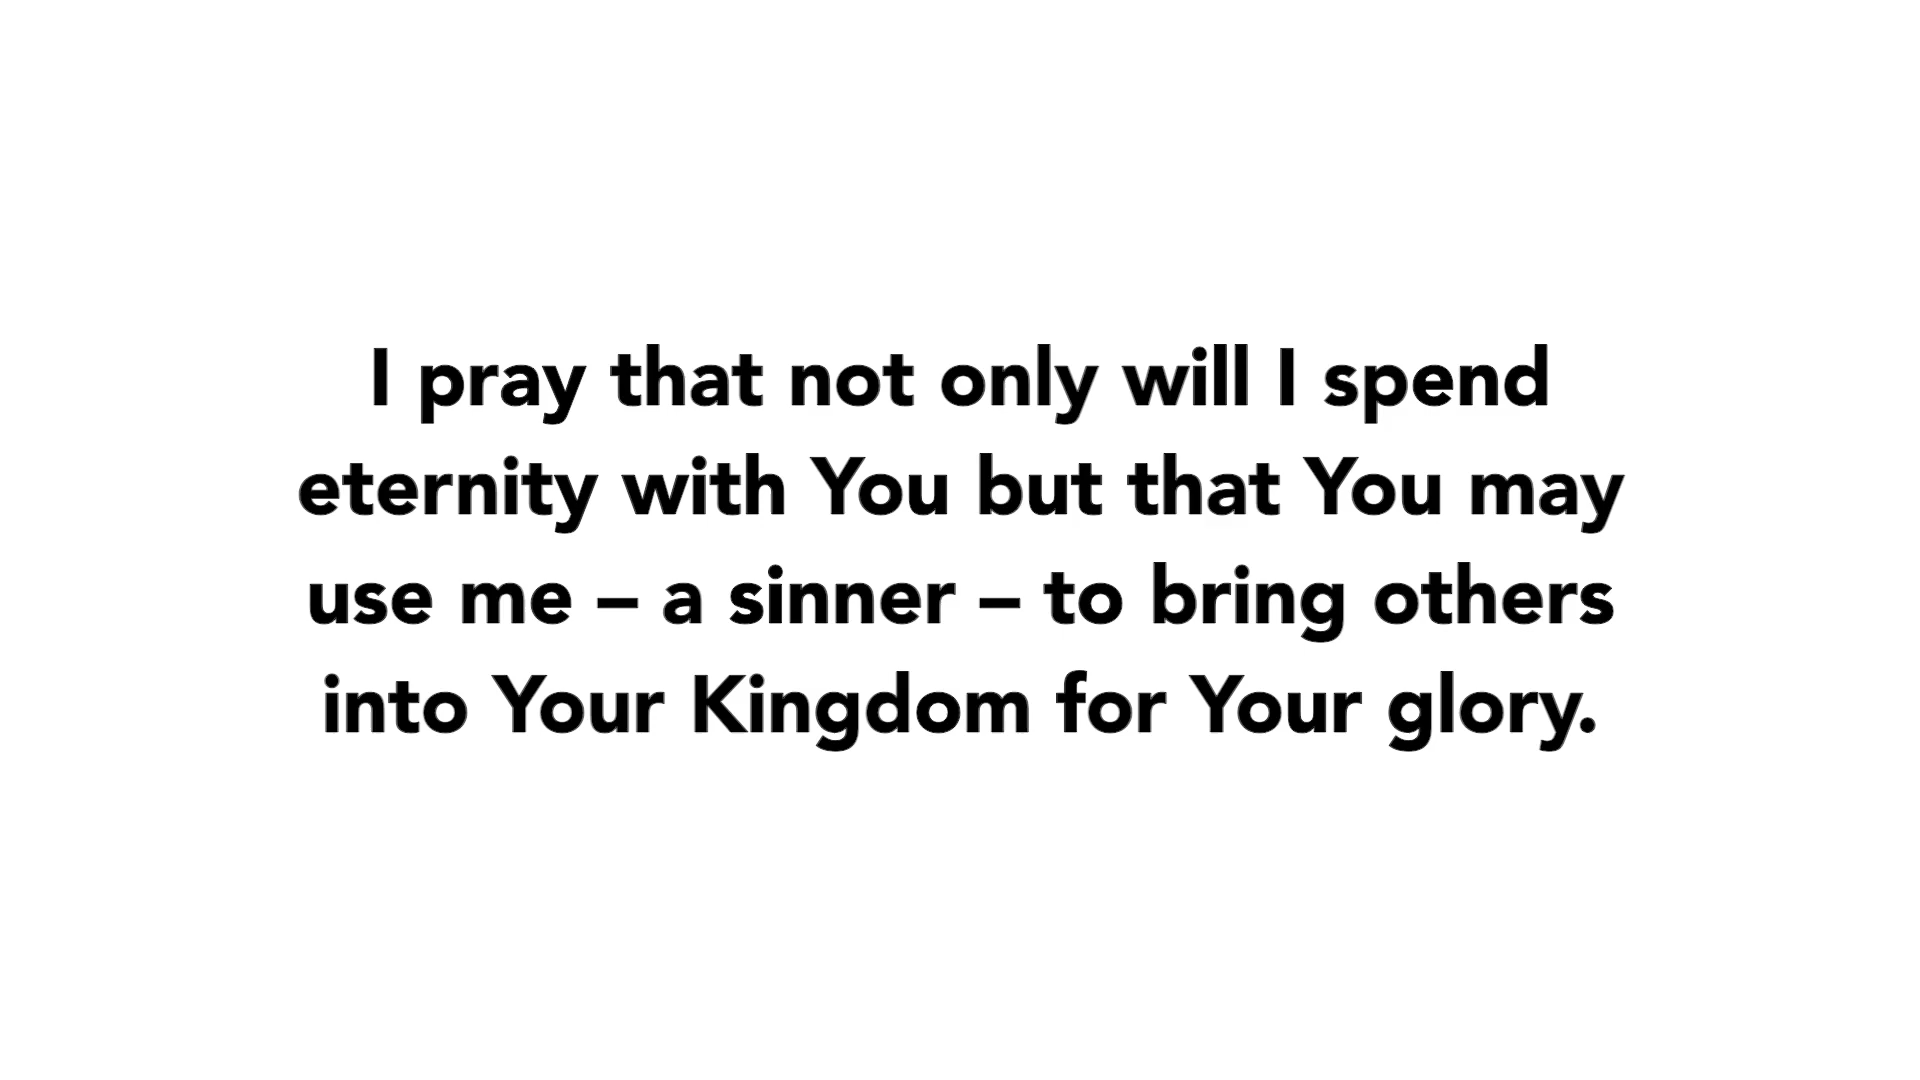 I pray that not only will I spend
eternity with You but that You may
use me – a sinner – to bring others
into Your Kingdom for Your glory.